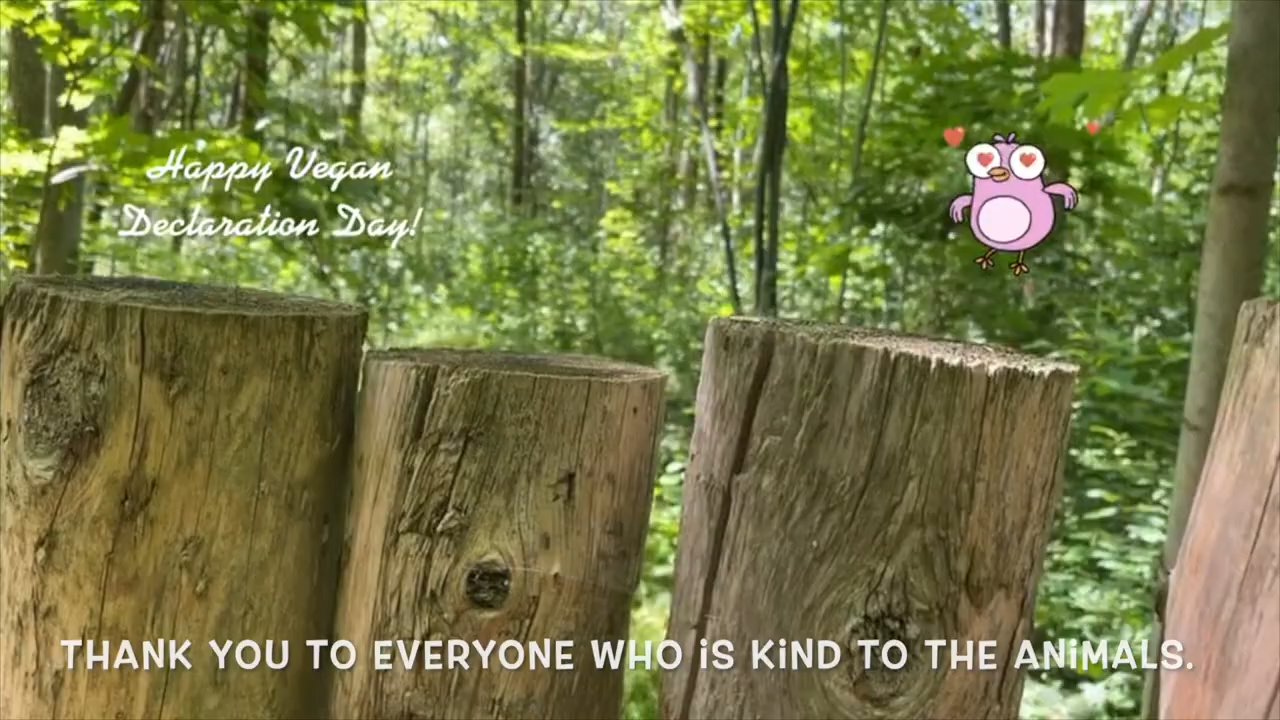 Happy Vegan
Declaration Day!
THANK YOU TO EVERYONE WHO iS KiND TO THE ANiMALS.